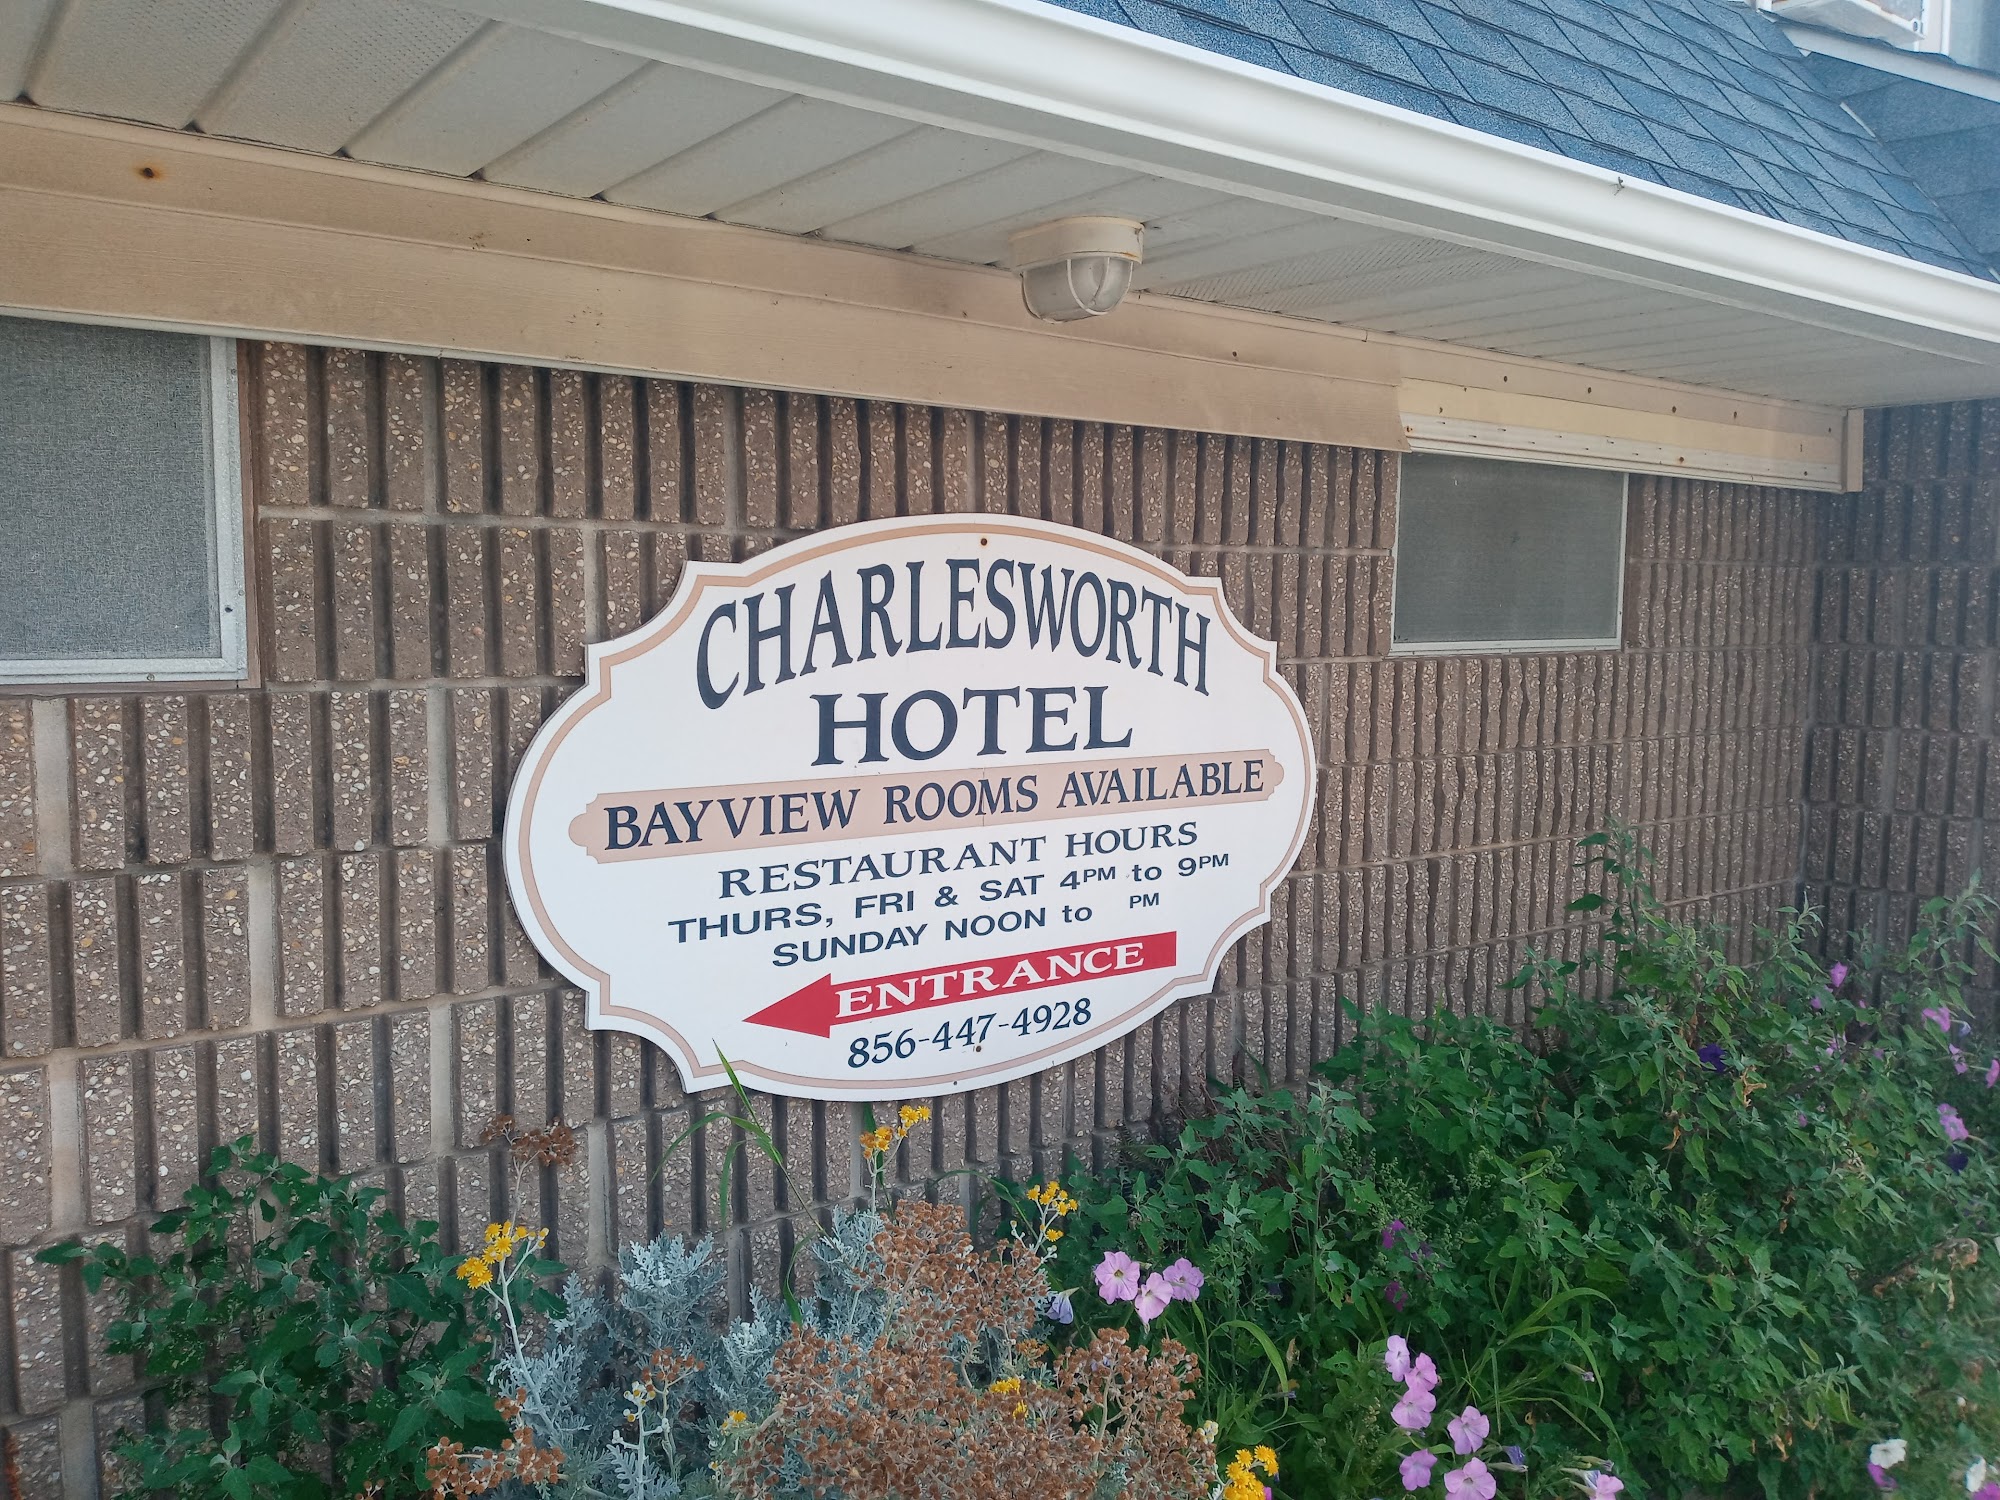 CHARLESWORTH
HOTEL
BAYVIEW ROOMS AVAILABLE
RESTAURANT HOURS
THURS, FRI & SAT 4PM to 9PM
SUNDAY NOON to PM
ENTRANCE
856-447-4928